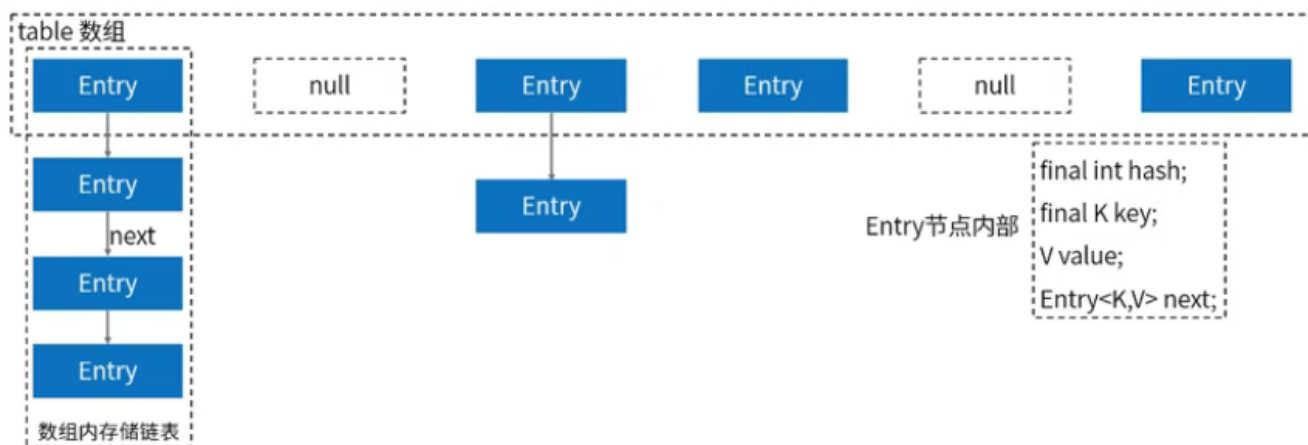 table 数组
Entry null Entry Entry null Entry
Entry
Entry
next
Entry
Entry
数组内存储链表
Entry节点内部
final int hash;
final K key;
V value;
Entry<K,V> next;